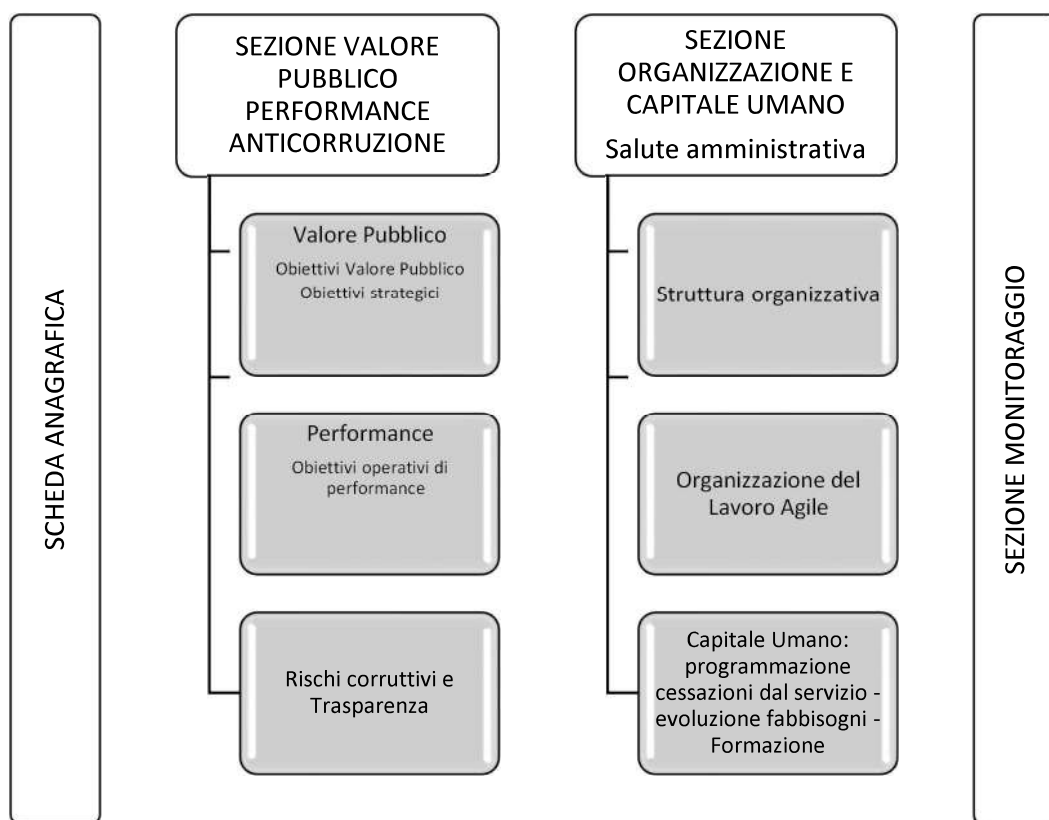 SCHEDA ANAGRAFICA
SEZIONE VALORE
PUBBLICO
PERFORMANCE
ANTICORRUZIONE
Valore Pubblico
Obiettivi Valore Pubblico
Obiettivi strategici
Performance
Obiettivi operativi di
performance
Rischi corruttivi e
Trasparenza
SEZIONE
ORGANIZZAZIONE E
CAPITALE UMANO
Salute amministrativa
Struttura organizzativa
Organizzazione del
Lavoro Agile
Capitale Umano:
programmazione
cessazioni dal servizio -
evoluzione fabbisogni -
Formazione
SEZIONE MONITORAGGIO